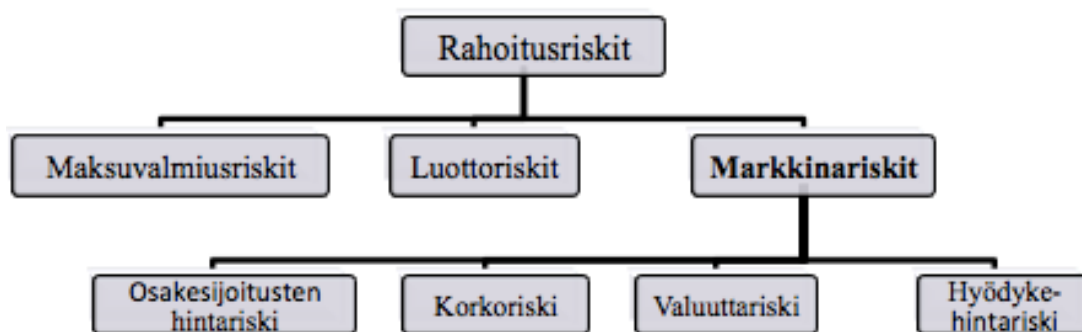 Rahoitusriskit
Maksuvalmiusriskit
Luottoriskit
Markkinariskit
Osakesijoitusten
hintariski
Korkoriski
Valuuttariski
Hyödyke-
hintariski